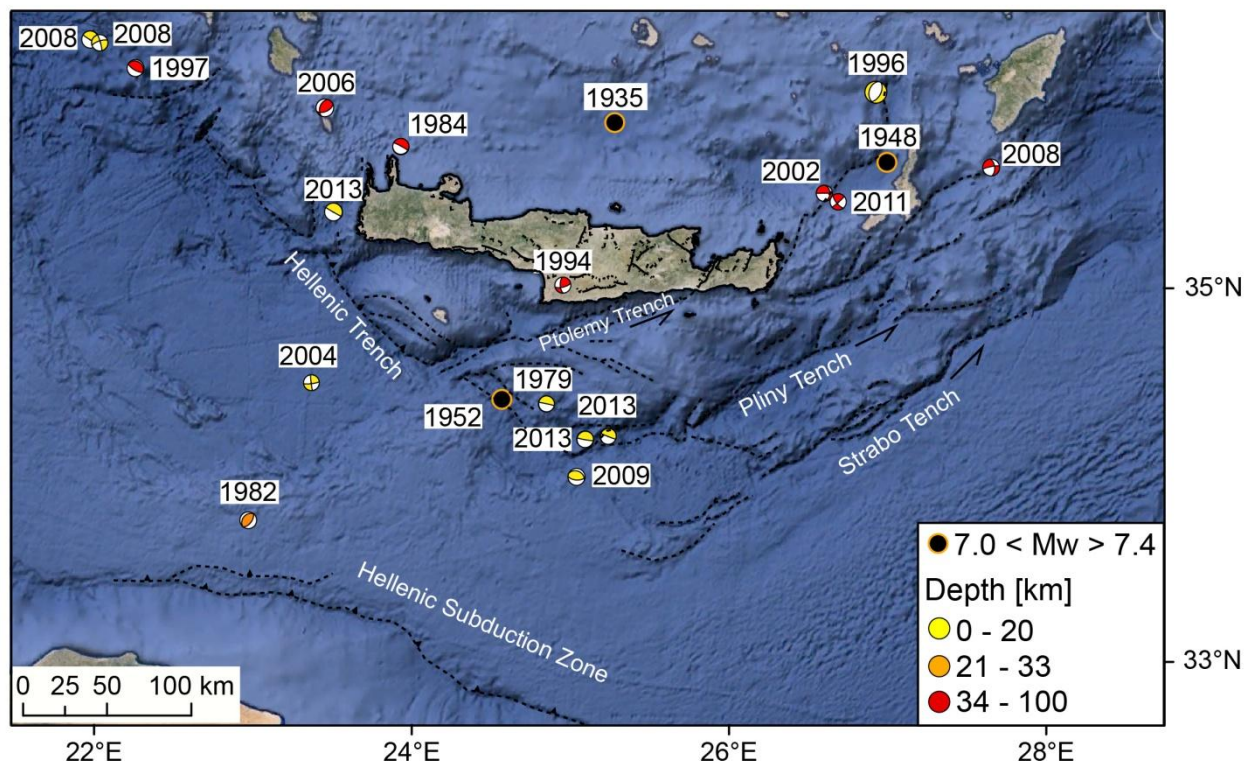 2008
2008
1997
2006
1984
1935
1996
1948
2008
2002
2011
2013
1994
Hellenic Trench
Ptolemy Trench
35°N
2004
1979
1952
2013
2013
2009
Pliny Tench
Strabo Tench
1982
Hellenic Subduction Zone
7.0 < Mw > 7.4
Depth [km]
0 - 20
21 - 33
34 - 100
33°N
0 25 50 100 km
22°E
24°E
26°E
28°E